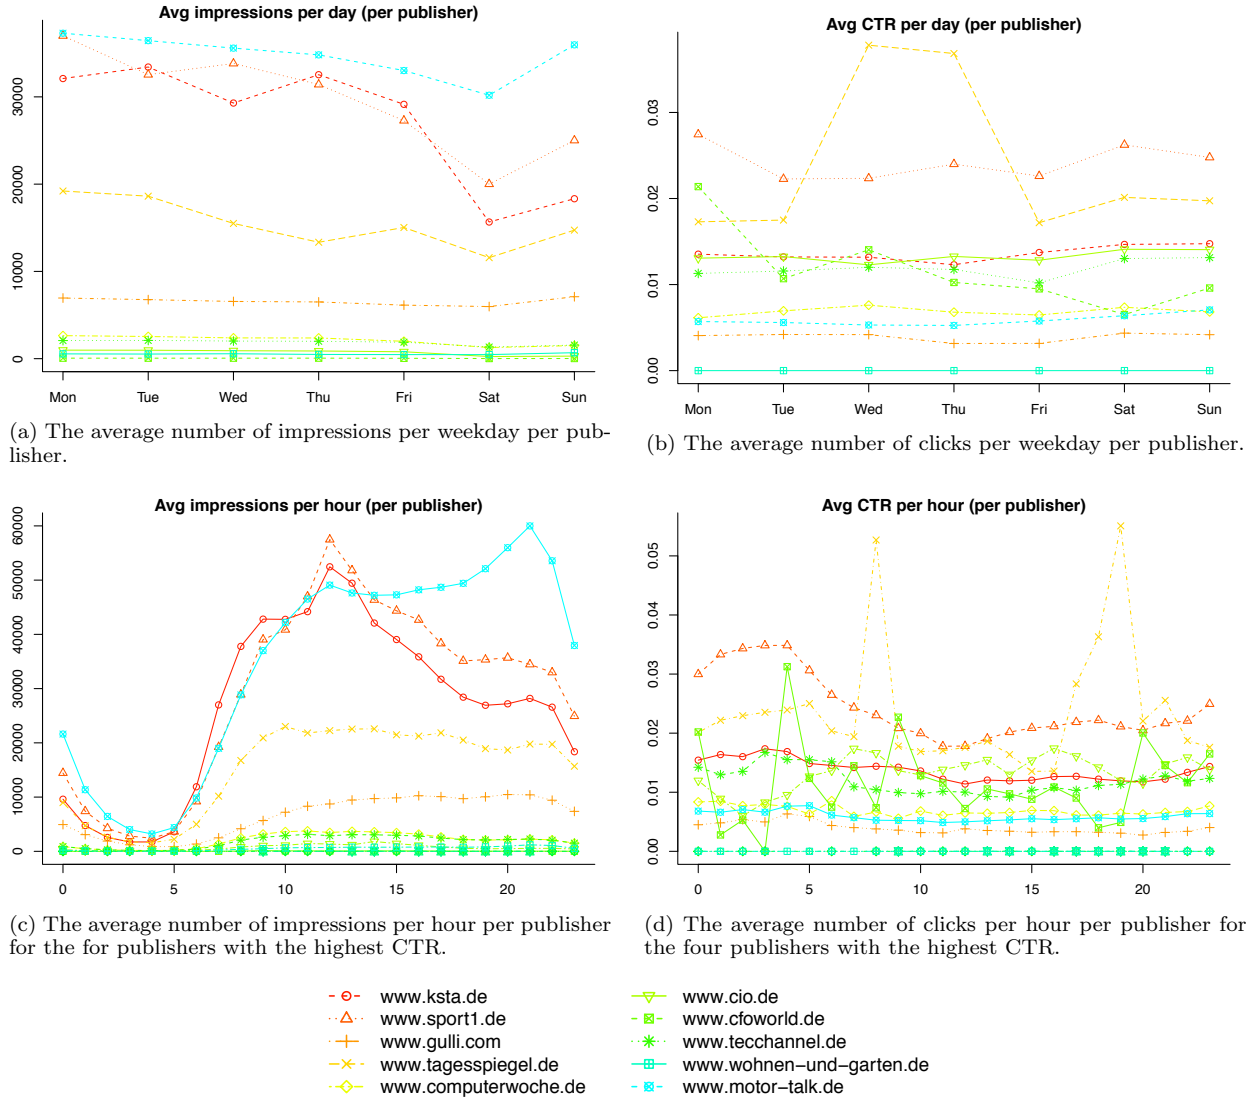 Avg impressions per day (per publisher)
30000
20000
10000
0
Mon Tue Wed Thu Fri Sat Sun
(a) The average number of impressions per weekday per pub-
lisher.
Avg CTR per day (per publisher)
0.03
0.02
0.01
0.00
Mon Tue Wed Thu Fri Sat Sun
(b) The average number of clicks per weekday per publisher.
Avg impressions per hour (per publisher)
60000
50000
40000
30000
20000
10000
0
0 5 10 15 20
(c) The average number of impressions per hour per publisher
for the for publishers with the highest CTR.
Avg CTR per hour (per publisher)
0.05
0.04
0.03
0.02
0.01
0.00
0 5 10 15 20
(d) The average number of clicks per hour per publisher for
the four publishers with the highest CTR.
www.ksta.de
www.sport1.de
www.gulli.com
www.tagesspiegel.de
www.computerwoche.de
www.cio.de
www.cfoworld.de
www.tecchannel.de
www.wohnen-und-garten.de
www.motor-talk.de